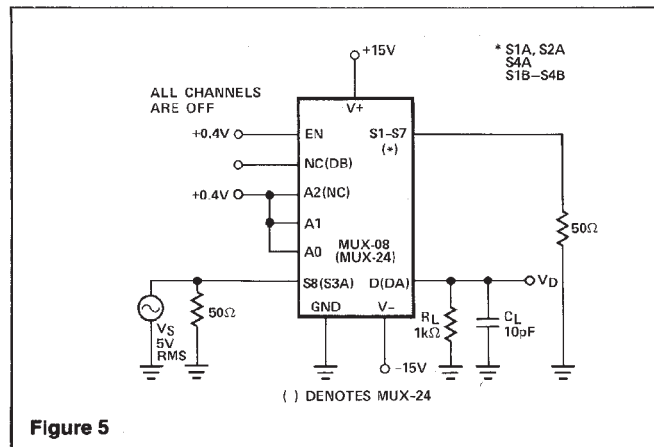 +15V
* S1A, S2A
S4A
S1B–S4B
ALL CHANNELS
ARE OFF
V+
+0.4V
EN
S1–S7
(*)
NC(DB)
+0.4V
A2(NC)
A1
50Ω
A0
MUX-08
(MUX-24)
S8(S3A)
D(DA)
VD
50Ω
GND
V−
RL
1kΩ
CL
10pF
VS
5V
RMS
−15V
( ) DENOTES MUX-24
Figure 5